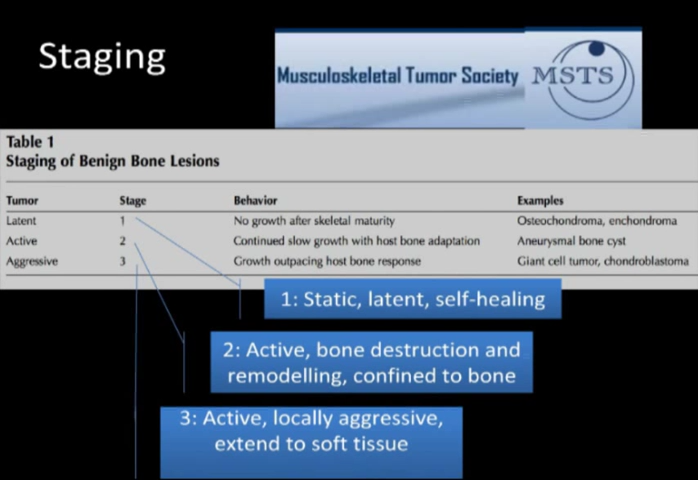 Staging
Musculoskeletal Tumor Society MSTS
Table 1
Staging of Benign Bone Lesions
Tumor Stage Behavior Examples
Latent 1 No growth after skeletal maturity Osteochondroma, enchondroma
Active 2 Continued slow growth with host bone adaptation Aneurysmal bone cyst
Aggressive 3 Growth outpacing host bone response Giant cell tumor, chondroblastoma
1: Static, latent, self-healing
2: Active, bone destruction and
remodelling, confined to bone
3: Active, locally aggressive,
extend to soft tissue